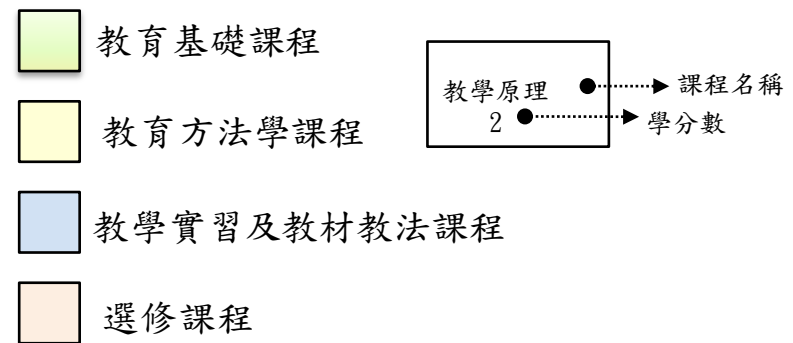 教育基礎課程
教學原理
2
課程名稱
學分數
教育方法學課程
教學實習及教材教法課程
選修課程